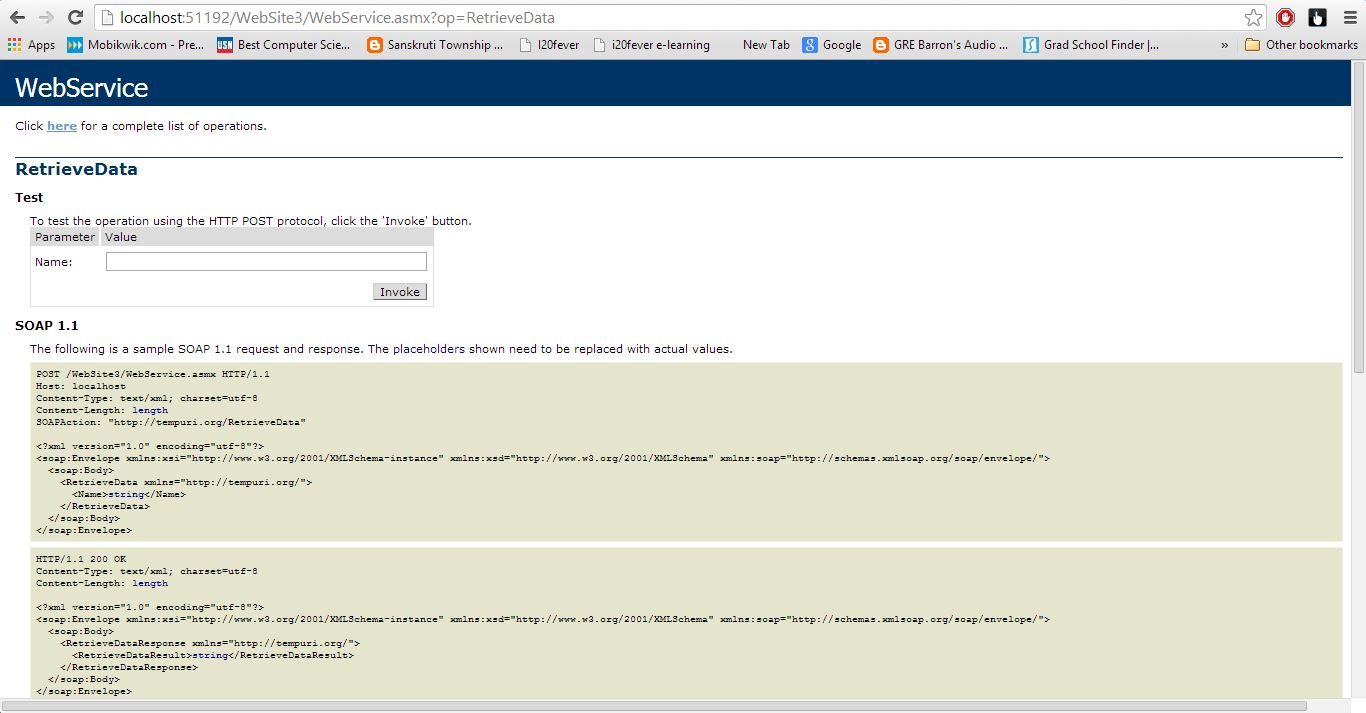 localhost:51192/WebSite3/WebService.asmx?op=RetrieveData
Apps Mobikwik.com - Pre... Best Computer Scie... Sanskruti Township ... I20fever i20fever e-learning New Tab Google GRE Barron's Audio ... Grad School Finder |... » Other bookmarks
WebService
Click here for a complete list of operations.
RetrieveData
Test
To test the operation using the HTTP POST protocol, click the 'Invoke' button.
Parameter Value
Name:
Invoke
SOAP 1.1
The following is a sample SOAP 1.1 request and response. The placeholders shown need to be replaced with actual values.
POST /WebSite3/WebService.asmx HTTP/1.1
Host: localhost
Content-Type: text/xml; charset=utf-8
Content-Length: length
SOAPAction: "http://tempuri.org/RetrieveData"
<?xml version="1.0" encoding="utf-8"?>
<soap:Envelope xmlns:xsi="http://www.w3.org/2001/XMLSchema-instance" xmlns:xsd="http://www.w3.org/2001/XMLSchema" xmlns:soap="http://schemas.xmlsoap.org/soap/envelope/">
<soap:Body>
<RetrieveData xmlns="http://tempuri.org/">
<Name>string</Name>
</RetrieveData>
</soap:Body>
</soap:Envelope>
HTTP/1.1 200 OK
Content-Type: text/xml; charset=utf-8
Content-Length: length
<?xml version="1.0" encoding="utf-8"?>
<soap:Envelope xmlns:xsi="http://www.w3.org/2001/XMLSchema-instance" xmlns:xsd="http://www.w3.org/2001/XMLSchema" xmlns:soap="http://schemas.xmlsoap.org/soap/envelope/">
<soap:Body>
<RetrieveDataResponse xmlns="http://tempuri.org/">
<RetrieveDataResult>string</RetrieveDataResult>
</RetrieveDataResponse>
</soap:Body>
</soap:Envelope>